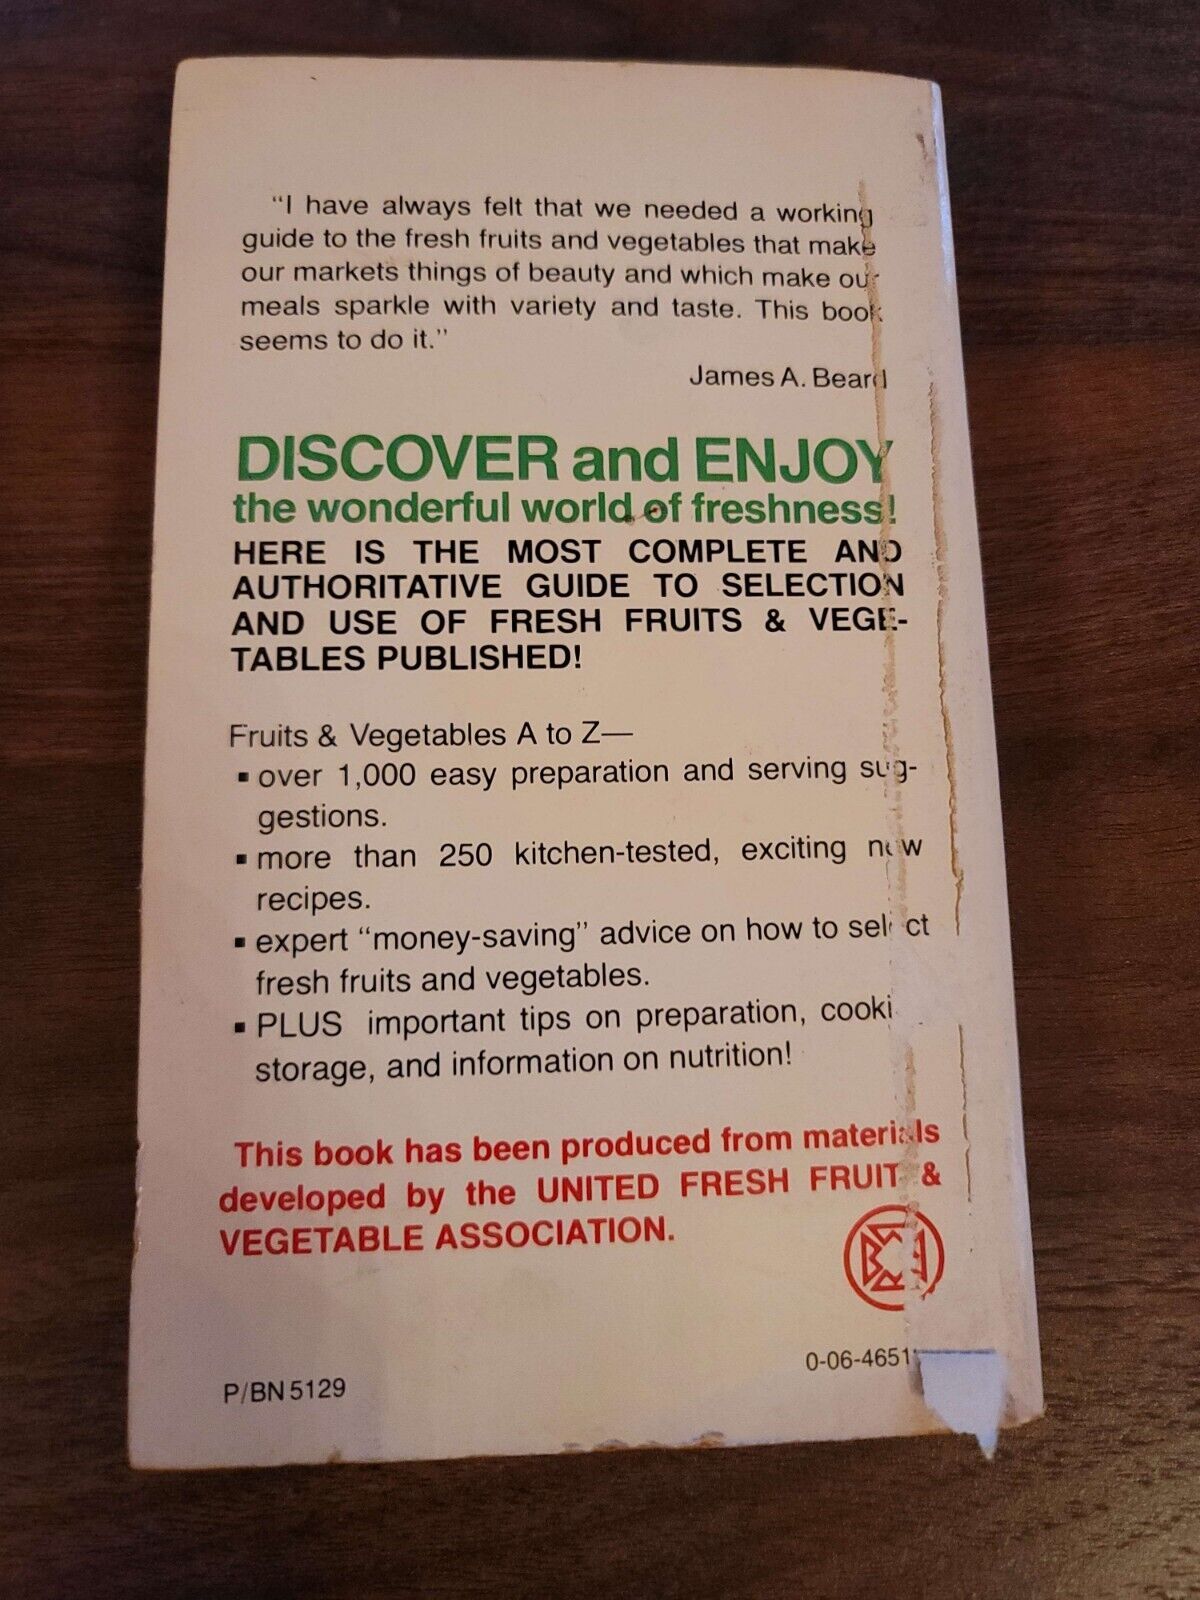 "I have always felt that we needed a working
guide to the fresh fruits and vegetables that make
our markets things of beauty and which make our
meals sparkle with variety and taste. This book
seems to do it."
James A. Beard
DISCOVER and ENJOY
the wonderful world of freshness!
HERE IS THE MOST COMPLETE AND
AUTHORITATIVE GUIDE TO SELECTION
AND USE OF FRESH FRUITS & VEGE-
TABLES PUBLISHED!
Fruits & Vegetables A to Z—
▪ over 1,000 easy preparation and serving sug-
gestions.
▪ more than 250 kitchen-tested, exciting new
recipes.
▪ expert "money-saving" advice on how to select
fresh fruits and vegetables.
▪ PLUS important tips on preparation,
storage, and information on nutrition!
This book has been produced from materials
developed by the UNITED FRESH FRUIT &
VEGETABLE ASSOCIATION.
P/BN 5129